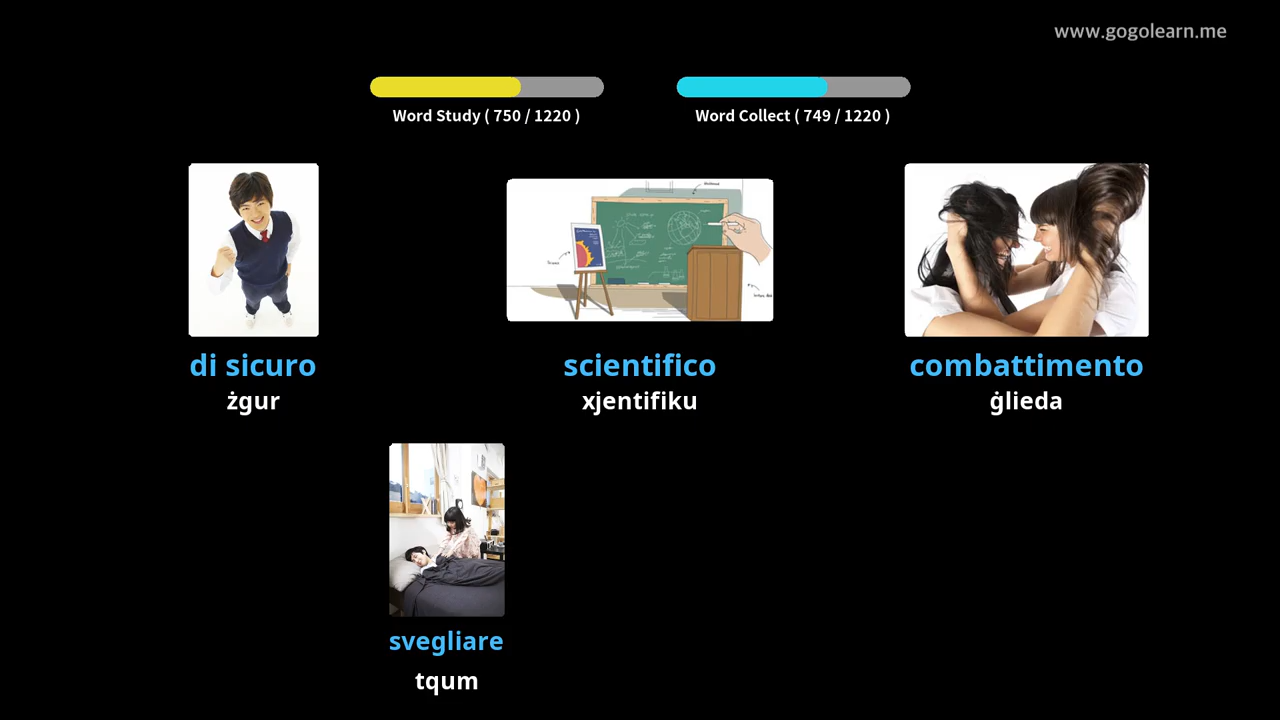 www.gogolearn.me
Word Study ( 750 / 1220 )
Word Collect ( 749 / 1220 )
di sicuro
żgur
scientifico
xjentifiku
combattimento
ġlieda
svegliare
tqum